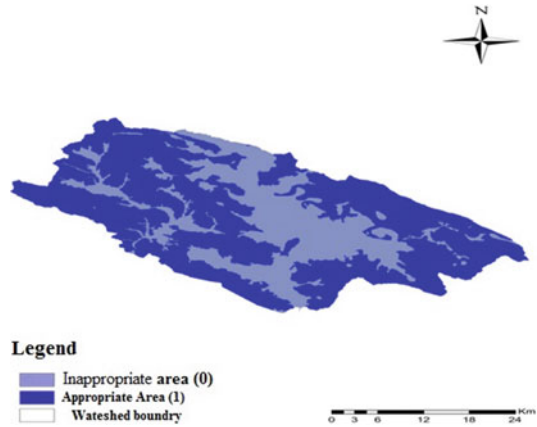 N
Legend
Inappropriate area (0)
Appropriate Area (1)
Wateshed boundry
Km
0 3 6 12 18 24